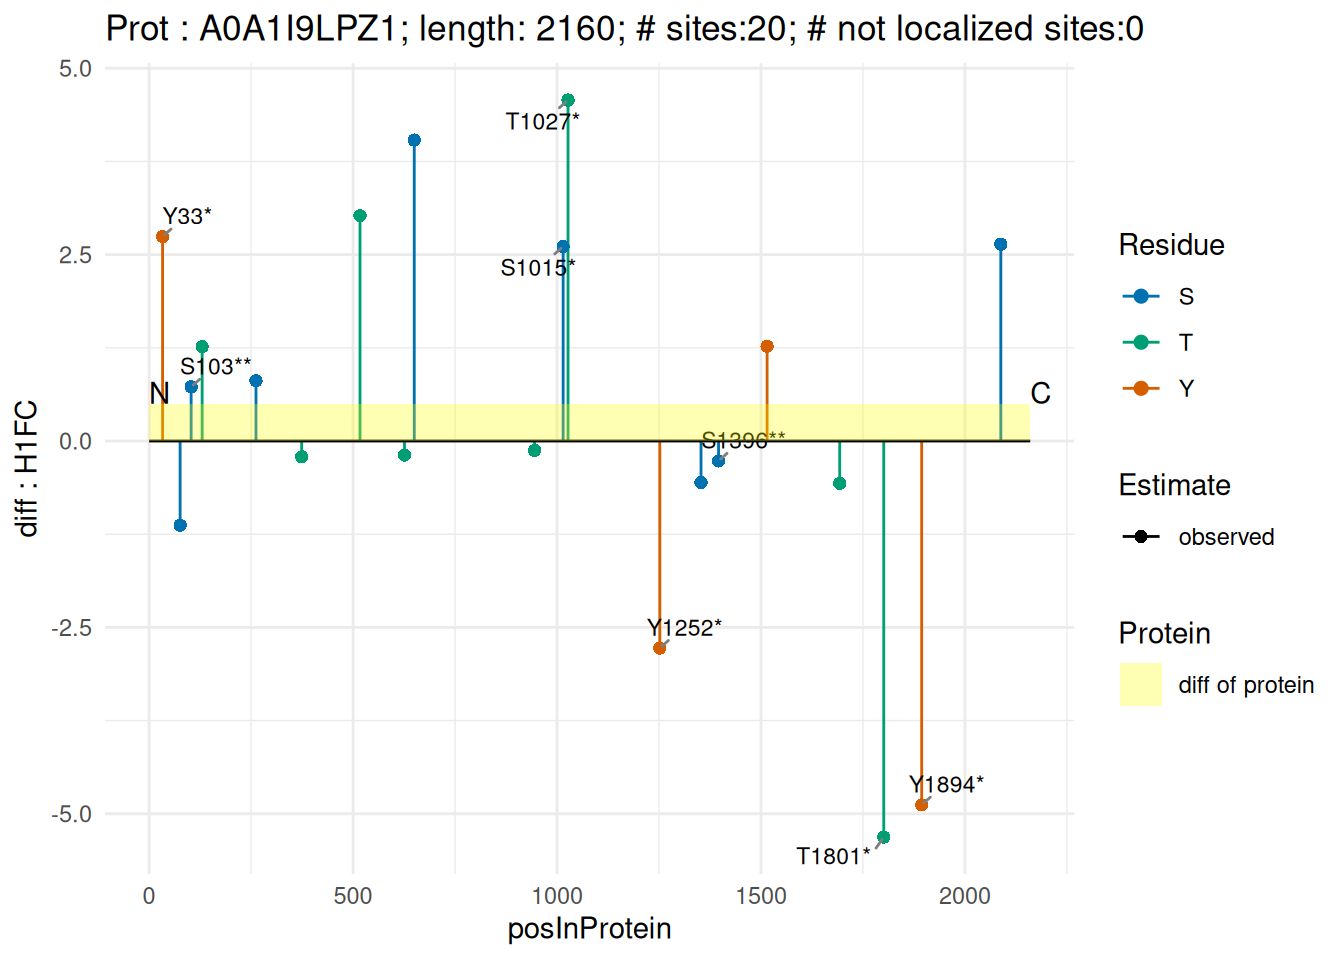 Prot : A0A1I9LPZ1; length: 2160; # sites:20; # not localized sites:0
5.0
T1027*
Y33*
2.5
S1015*
S103**
N
C
0.0
S1396**
-2.5
Y1252*
Y1894*
-5.0
T1801*
0
500
1000
1500
2000
posInProtein
diff : H1FC
Residue
S
T
Y
Estimate
observed
Protein
diff of protein